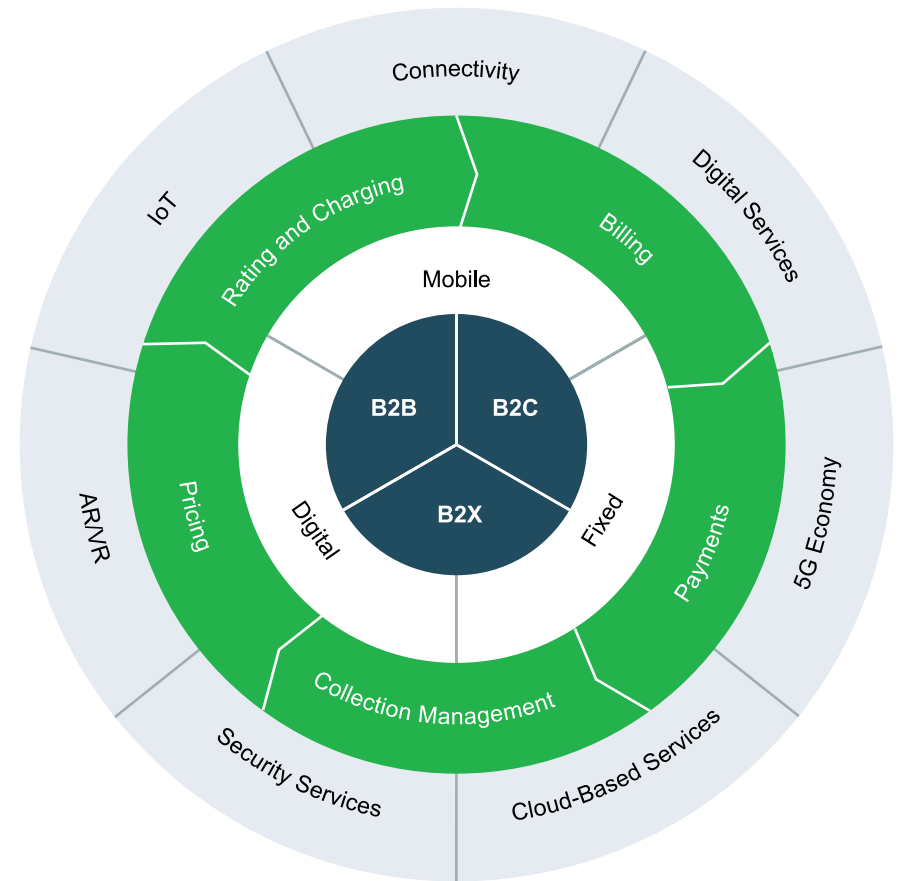 Connectivity
Digital Services
5G Economy
Cloud-Based Services
Security Services
AR/VR
IoT
Rating and Charging
Billing
Payments
Collection Management
Pricing
Mobile
Fixed
Digital
B2B
B2C
B2X